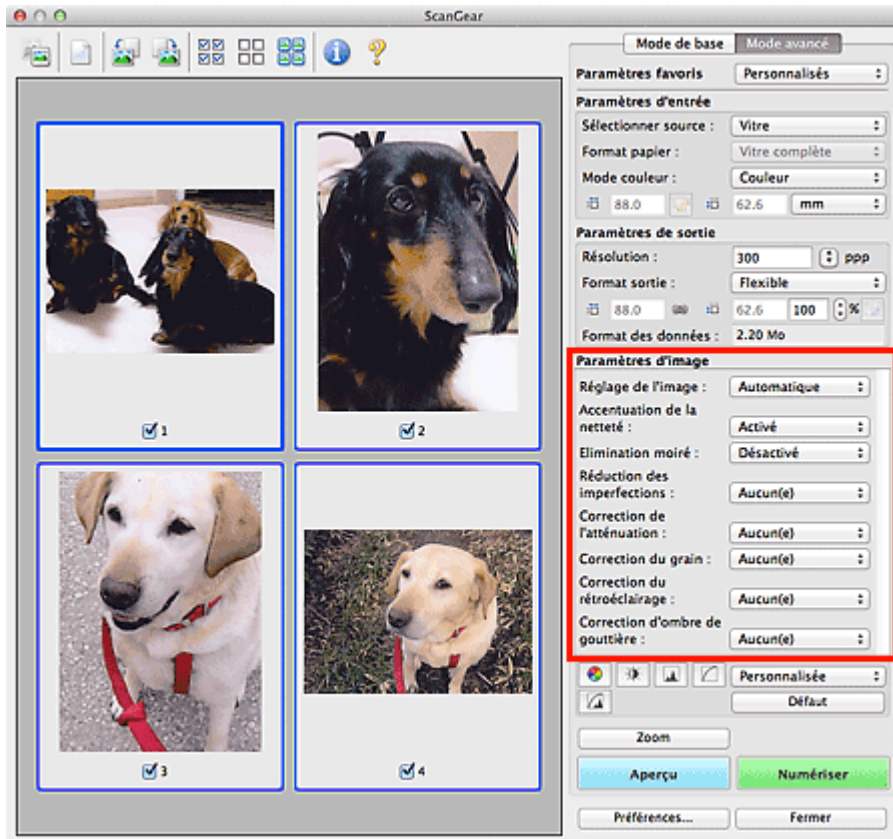 ScanGear
Mode de base Mode avancé
Paramètres favoris Personnalisés
Paramètres d'entrée
Sélectionner source : Vitre
Format papier : Vitre complète
Mode couleur : Couleur
88.0 62.6 mm
Paramètres de sortie
Résolution : 300 ppp
Format sortie : Flexible
88.0 62.6 100 %
Format des données : 2.20 Mo
Paramètres d'image
Réglage de l'image : Automatique
Accentuation de la
netteté : Activé
Elimination moiré : Désactivé
Réduction des
imperfections : Aucun(e)
Correction de
l'atténuation : Aucun(e)
Correction du grain : Aucun(e)
Correction du
rétroéclairage : Aucun(e)
Correction d'ombre de
gouttière : Aucun(e)
Personnalisée
Défaut
Zoom
Aperçu Numériser
Préférences... Fermer
1
2
3
4